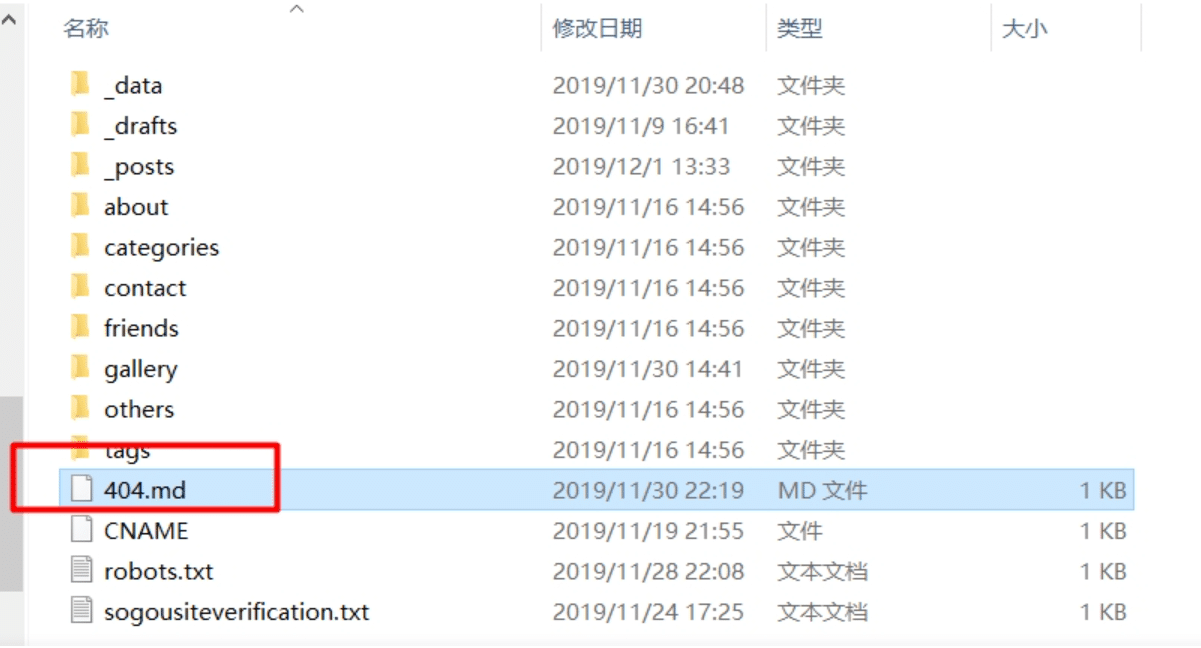 名称 修改日期 类型 大小
_data 2019/11/30 20:48 文件夹
_drafts 2019/11/9 16:41 文件夹
_posts 2019/12/1 13:33 文件夹
about 2019/11/16 14:56 文件夹
categories 2019/11/16 14:56 文件夹
contact 2019/11/16 14:56 文件夹
friends 2019/11/16 14:56 文件夹
gallery 2019/11/30 14:41 文件夹
others 2019/11/16 14:56 文件夹
tags 2019/11/16 14:56 文件夹
404.md 2019/11/30 22:19 MD 文件 1 KB
CNAME 2019/11/19 21:55 文件 1 KB
robots.txt 2019/11/28 22:08 文本文档 1 KB
sogousiteverification.txt 2019/11/24 17:25 文本文档 1 KB